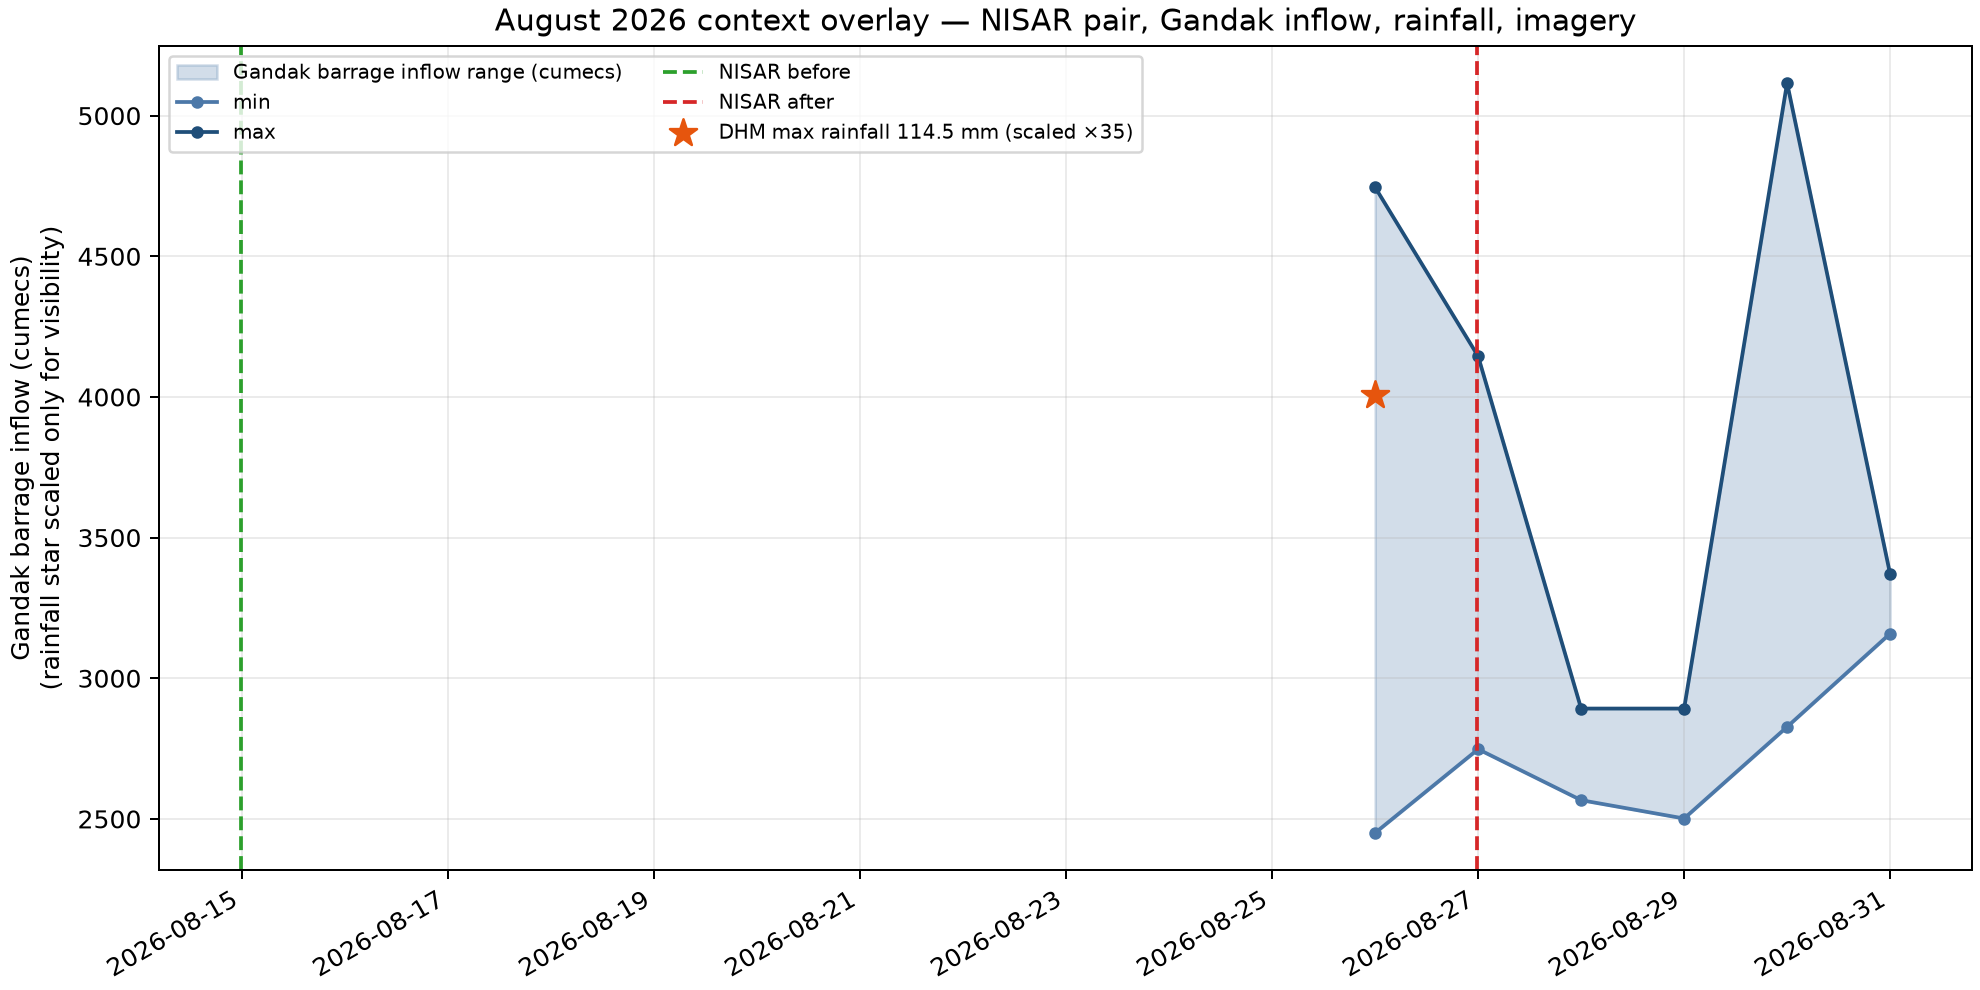 August 2026 context overlay — NISAR pair, Gandak inflow, rainfall, imagery
Gandak barrage inflow range (cumecs)
min
max
NISAR before
NISAR after
DHM max rainfall 114.5 mm (scaled ×35)
Gandak barrage inflow (cumecs)
(rainfall star scaled only for visibility)
5000
4500
4000
3500
3000
2500
2026-08-15
2026-08-17
2026-08-19
2026-08-21
2026-08-23
2026-08-25
2026-08-27
2026-08-29
2026-08-31